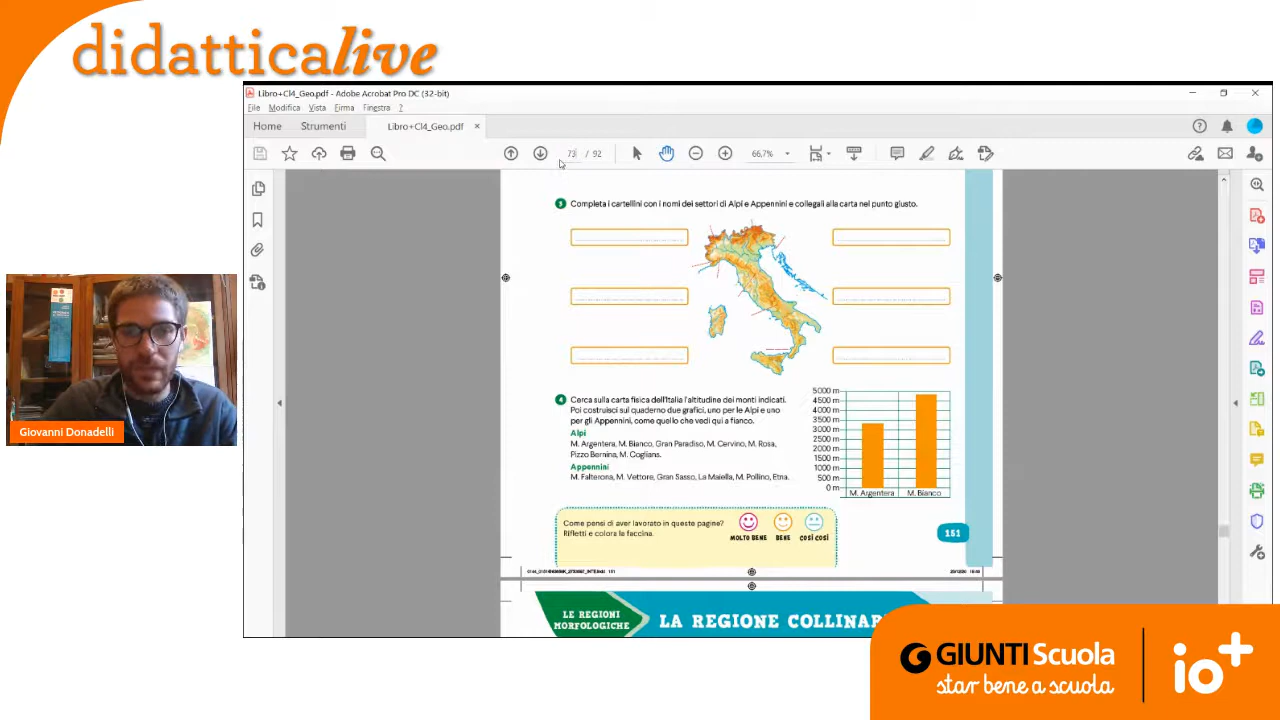 didatticalive
Libro+Cl4_Geo.pdf - Adobe Acrobat Pro DC (32-bit)
File Modifica Vista Firma Finestra ?
Home Strumenti Libro+Cl4_Geo.pdf ×
73 / 92 66,7%
3 Completa i cartellini con i nomi dei settori di Alpi e Appennini e collegali alla carta nel punto giusto.
4 Cerca sulla carta fisica dell'Italia l'altitudine dei monti indicati.
Poi costruisci sul quaderno due grafici, uno per le Alpi e uno
per gli Appennini, come quello che vedi qui a fianco.
Alpi
M. Argentera, M. Bianco, Gran Paradiso, M. Cervino, M. Rosa,
Pizzo Bernina, M. Coglians.
Appennini
M. Falterona, M. Vettore, Gran Sasso, La Maiella, M. Pollino, Etna.
5000 m
4500 m
4000 m
3500 m
3000 m
2500 m
2000 m
1500 m
1000 m
500 m
0 m
M. Argentera M. Bianco
Come pensi di aver lavorato in queste pagine?
Rifletti e colora la faccina.
MOLTO BENE BENE COSÌ COSÌ
151
LE REGIONI
MORFOLOGICHE
LA REGIONE COLLINAR
Giovanni Donadelli
GIUNTI Scuola
star bene a scuola
io+